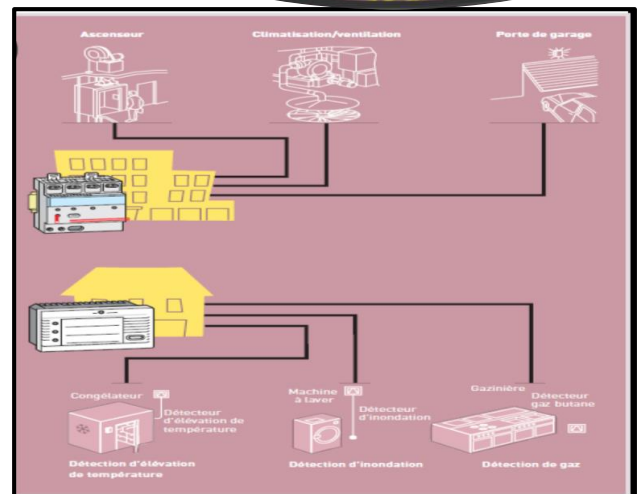 Ascenseur
Climatisation/ventilation
Porte de garage
Congélateur
Détecteur
d'élévation de
température
Détection d'élévation
de température
Machine
à laver
Détecteur
d'inondation
Détection d'inondation
Gazinière
Détecteur
gaz butane
Détection de gaz